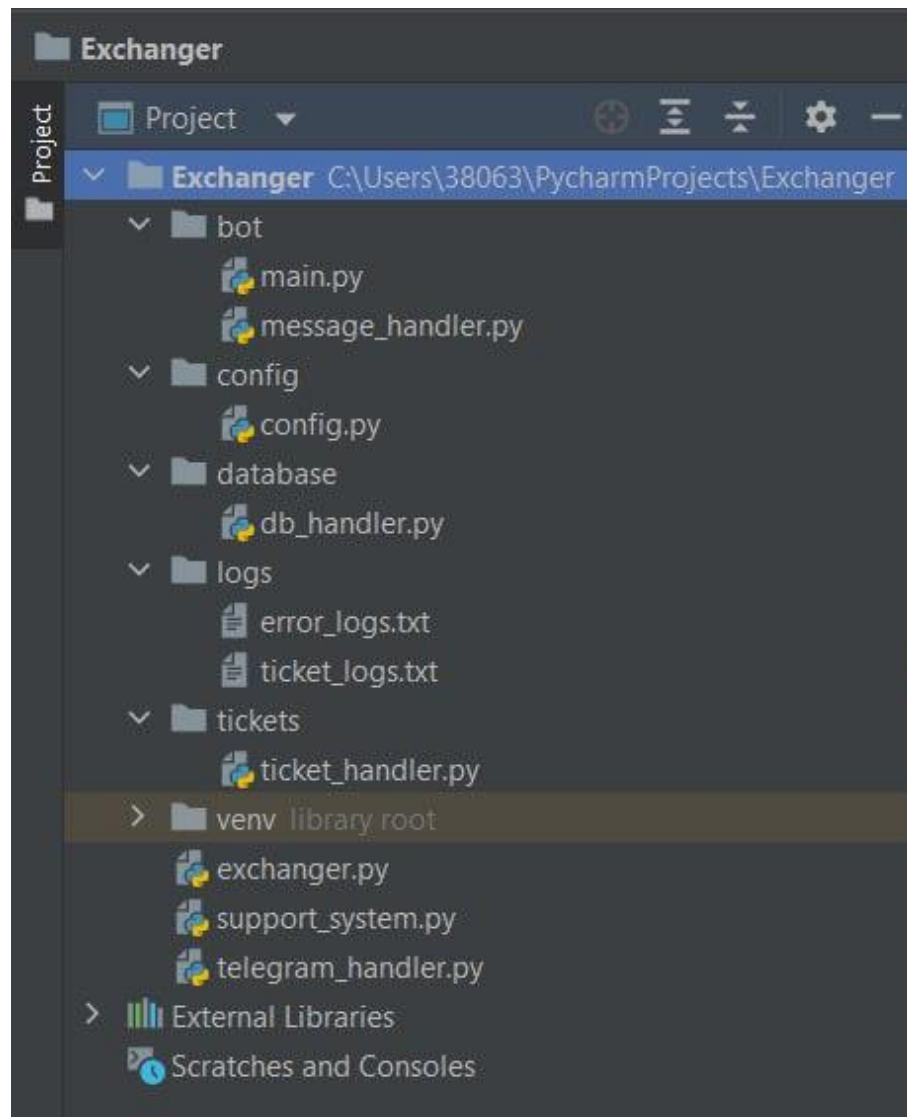 Exchanger
Project
Project
Exchanger C:\Users\38063\PycharmProjects\Exchanger
bot
main.py
message_handler.py
config
config.py
database
db_handler.py
logs
error_logs.txt
ticket_logs.txt
tickets
ticket_handler.py
venv library root
exchanger.py
support_system.py
telegram_handler.py
External Libraries
Scratches and Consoles